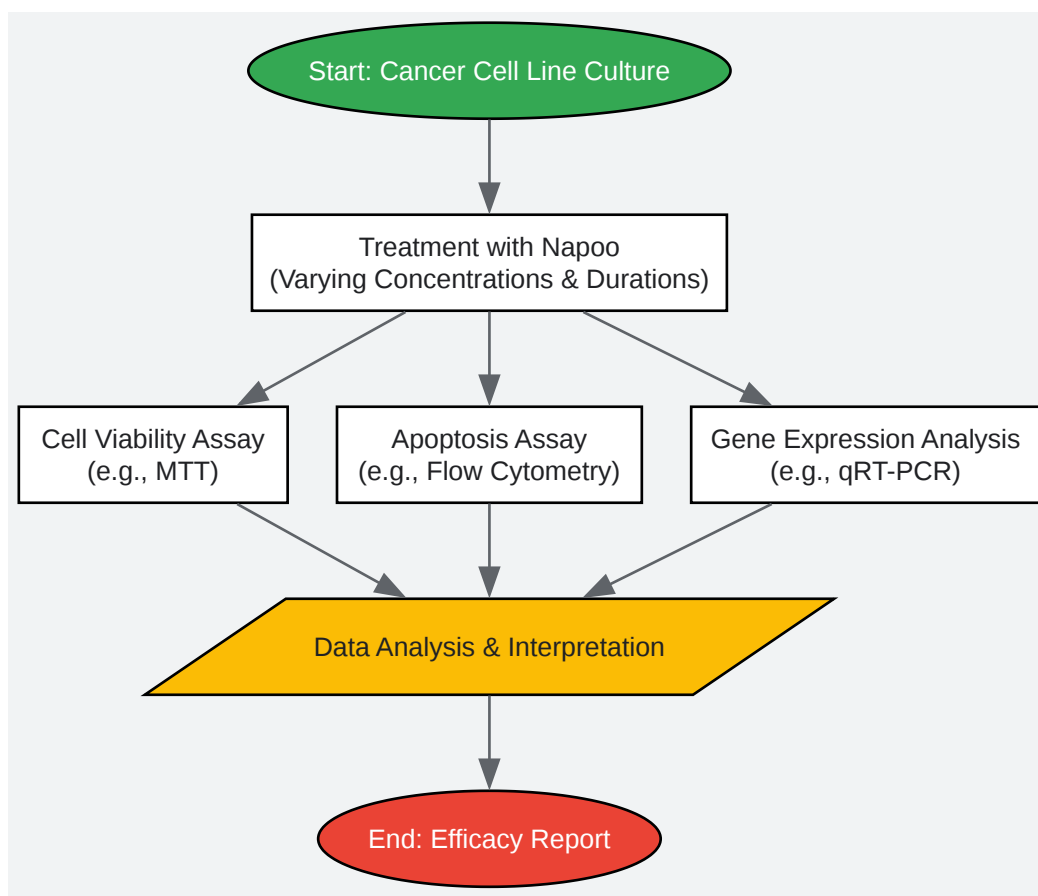 Start: Cancer Cell Line Culture
Treatment with Napoo
(Varying Concentrations & Durations)
Cell Viability Assay
(e.g., MTT)
Apoptosis Assay
(e.g., Flow Cytometry)
Gene Expression Analysis
(e.g., qRT-PCR)
Data Analysis & Interpretation
End: Efficacy Report